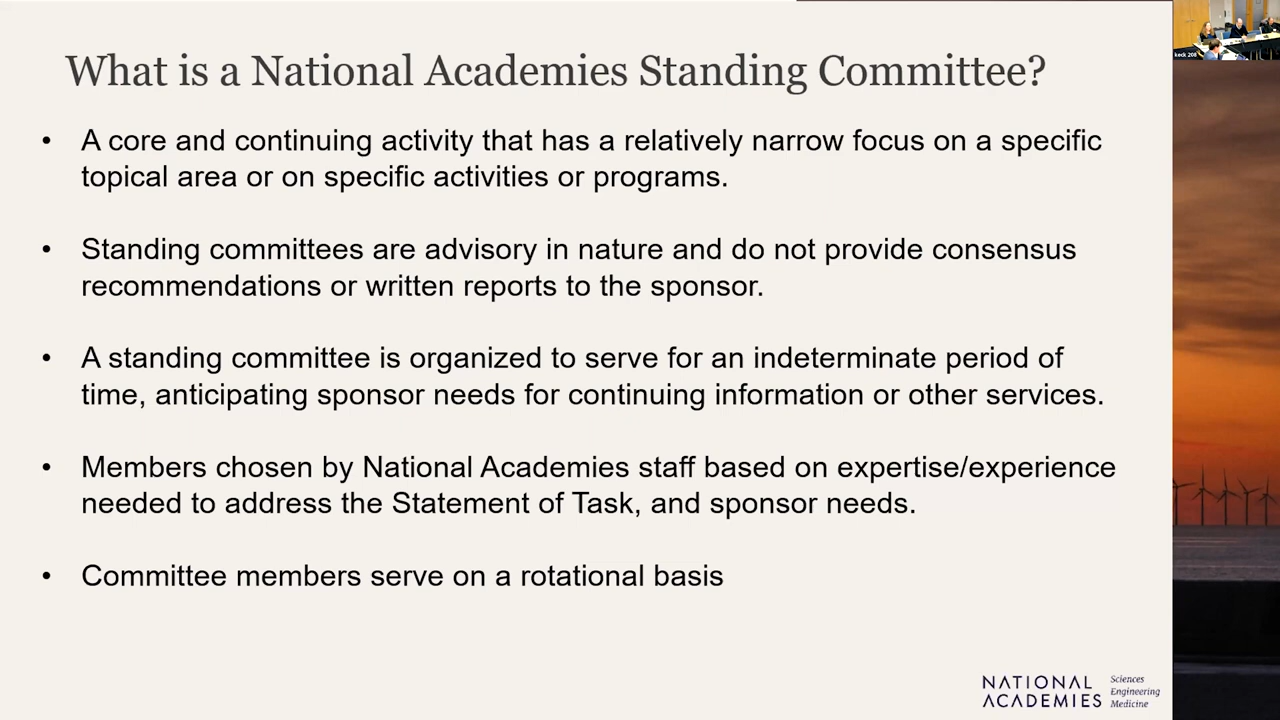 What is a National Academies Standing Committee?
• A core and continuing activity that has a relatively narrow focus on a specific
topical area or on specific activities or programs.
• Standing committees are advisory in nature and do not provide consensus
recommendations or written reports to the sponsor.
• A standing committee is organized to serve for an indeterminate period of
time, anticipating sponsor needs for continuing information or other services.
• Members chosen by National Academies staff based on expertise/experience
needed to address the Statement of Task, and sponsor needs.
• Committee members serve on a rotational basis
NATIONAL
ACADEMIES
Sciences
Engineering
Medicine
keck 208